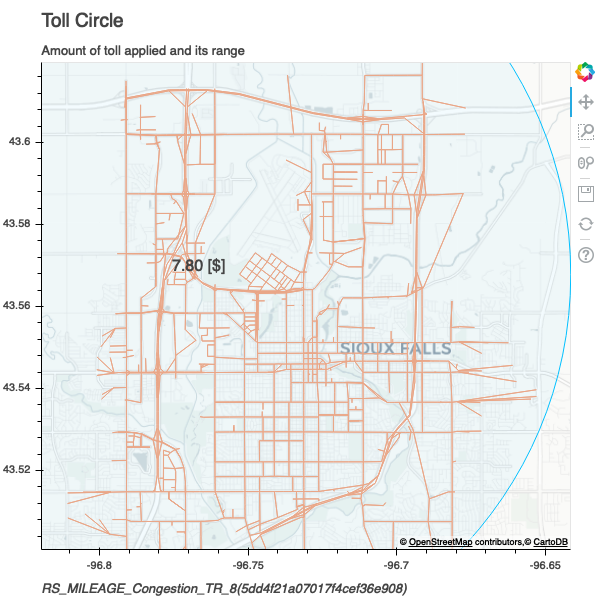 Toll Circle
Amount of toll applied and its range
43.6
43.58
7.80 [$]
43.56
SIOUX FALLS
43.54
43.52
© OpenStreetMap contributors,© CartoDB
-96.8 -96.75 -96.7 -96.65
RS_MILEAGE_Congestion_TR_8(5dd4f21a07017f4cef36e908)